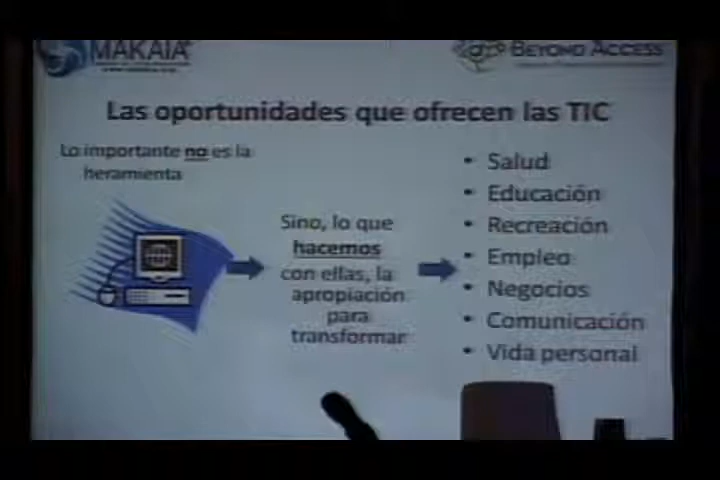 MAKAIA
BEYOND ACCESS
Las oportunidades que ofrecen las TIC
Lo importante no es la
heramienta
Sino, lo que
hacemos
con ellas, la
apropiación
para
transformar
• Salud
• Educación
• Recreación
• Empleo
• Negocios
• Comunicación
• Vida personal